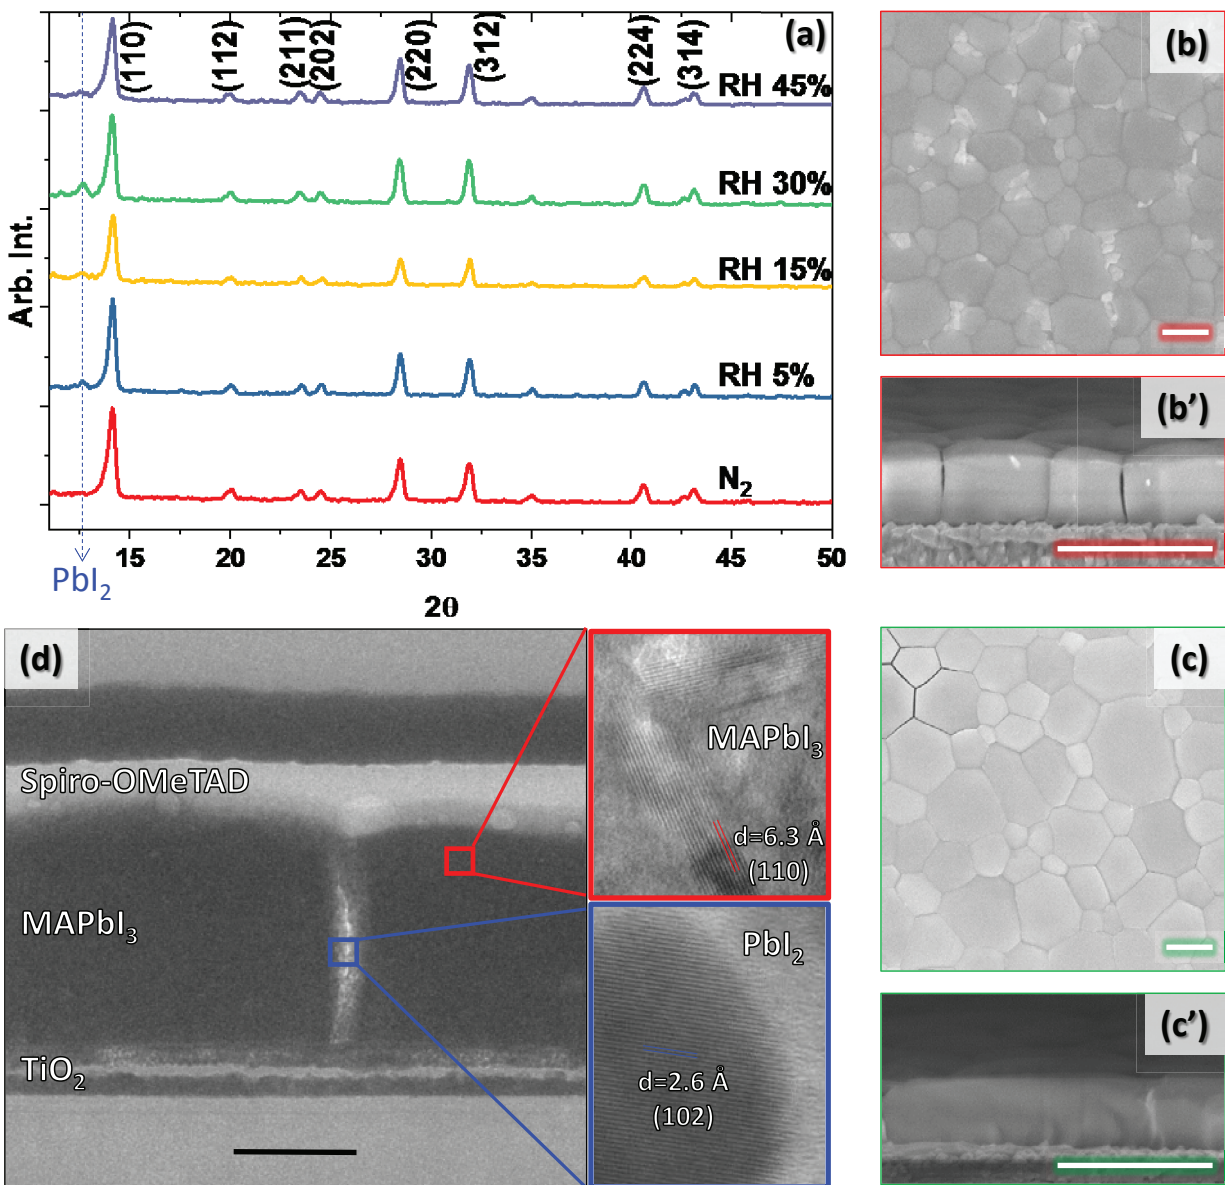 (a)
(110)
(112)
(211)
(202)
(220)
(312)
(224)
(314)
RH 45%
RH 30%
RH 15%
RH 5%
N₂
Arb. Int.
15 20 25 30 35 40 45 50
PbI₂
2θ
(b)
(b’)
(d)
Spiro-OMeTAD
MAPbI₃
TiO₂
MAPbI₃
d=6.3 Å
(110)
PbI₂
d=2.6 Å
(102)
(c)
(c’)